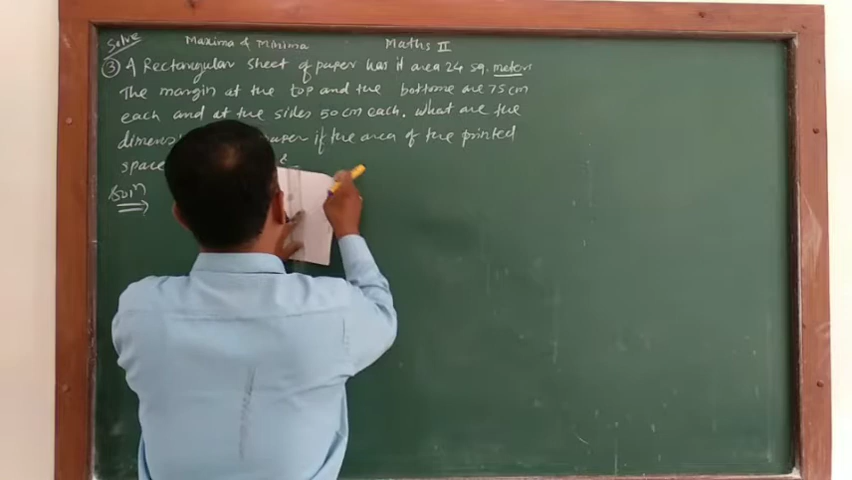 Solve Maxima & Minima Maths II
③ A Rectangular sheet of paper has it area 24 sq. meters
The margin at the top and the bottome are 75 cm
each and at the sides 50 cm each. What are the
paper if the area of the printed
space
Soln